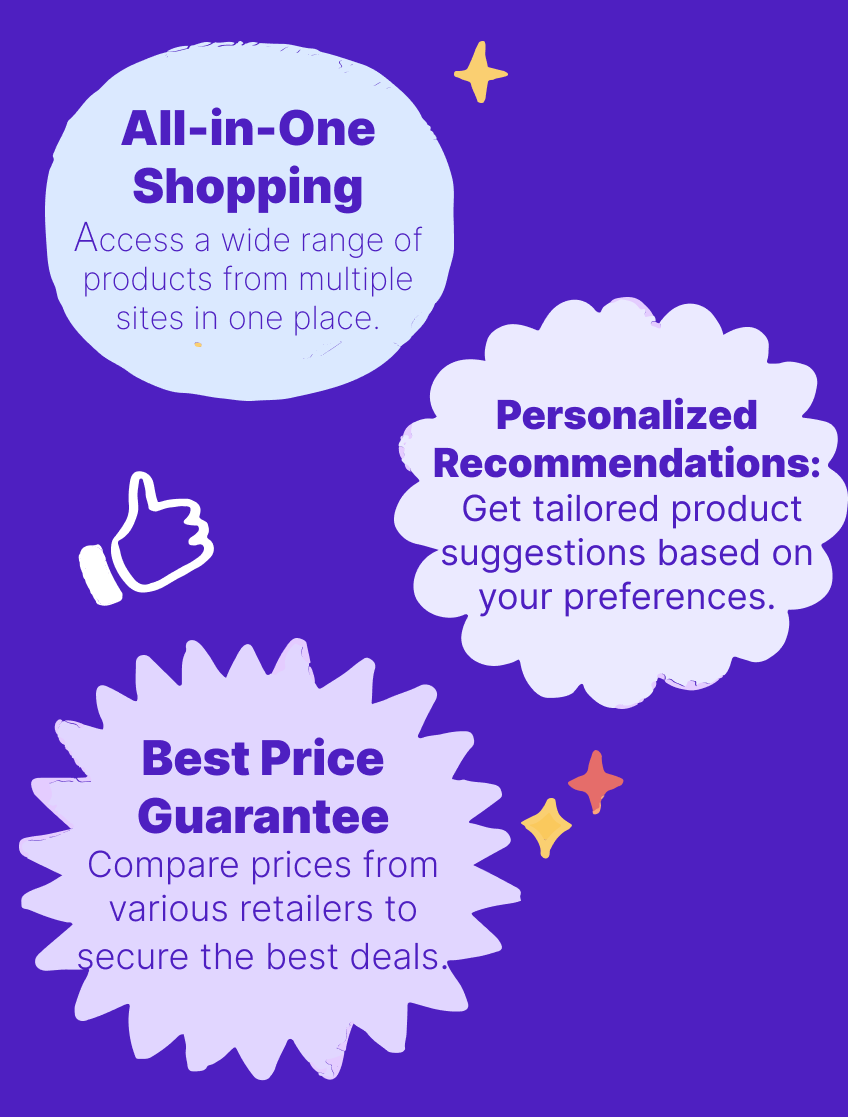 All-in-One
Shopping
Access a wide range of
products from multiple
sites in one place.
Personalized
Recommendations:
Get tailored product
suggestions based on
your preferences.
Best Price
Guarantee
Compare prices from
various retailers to
secure the best deals.